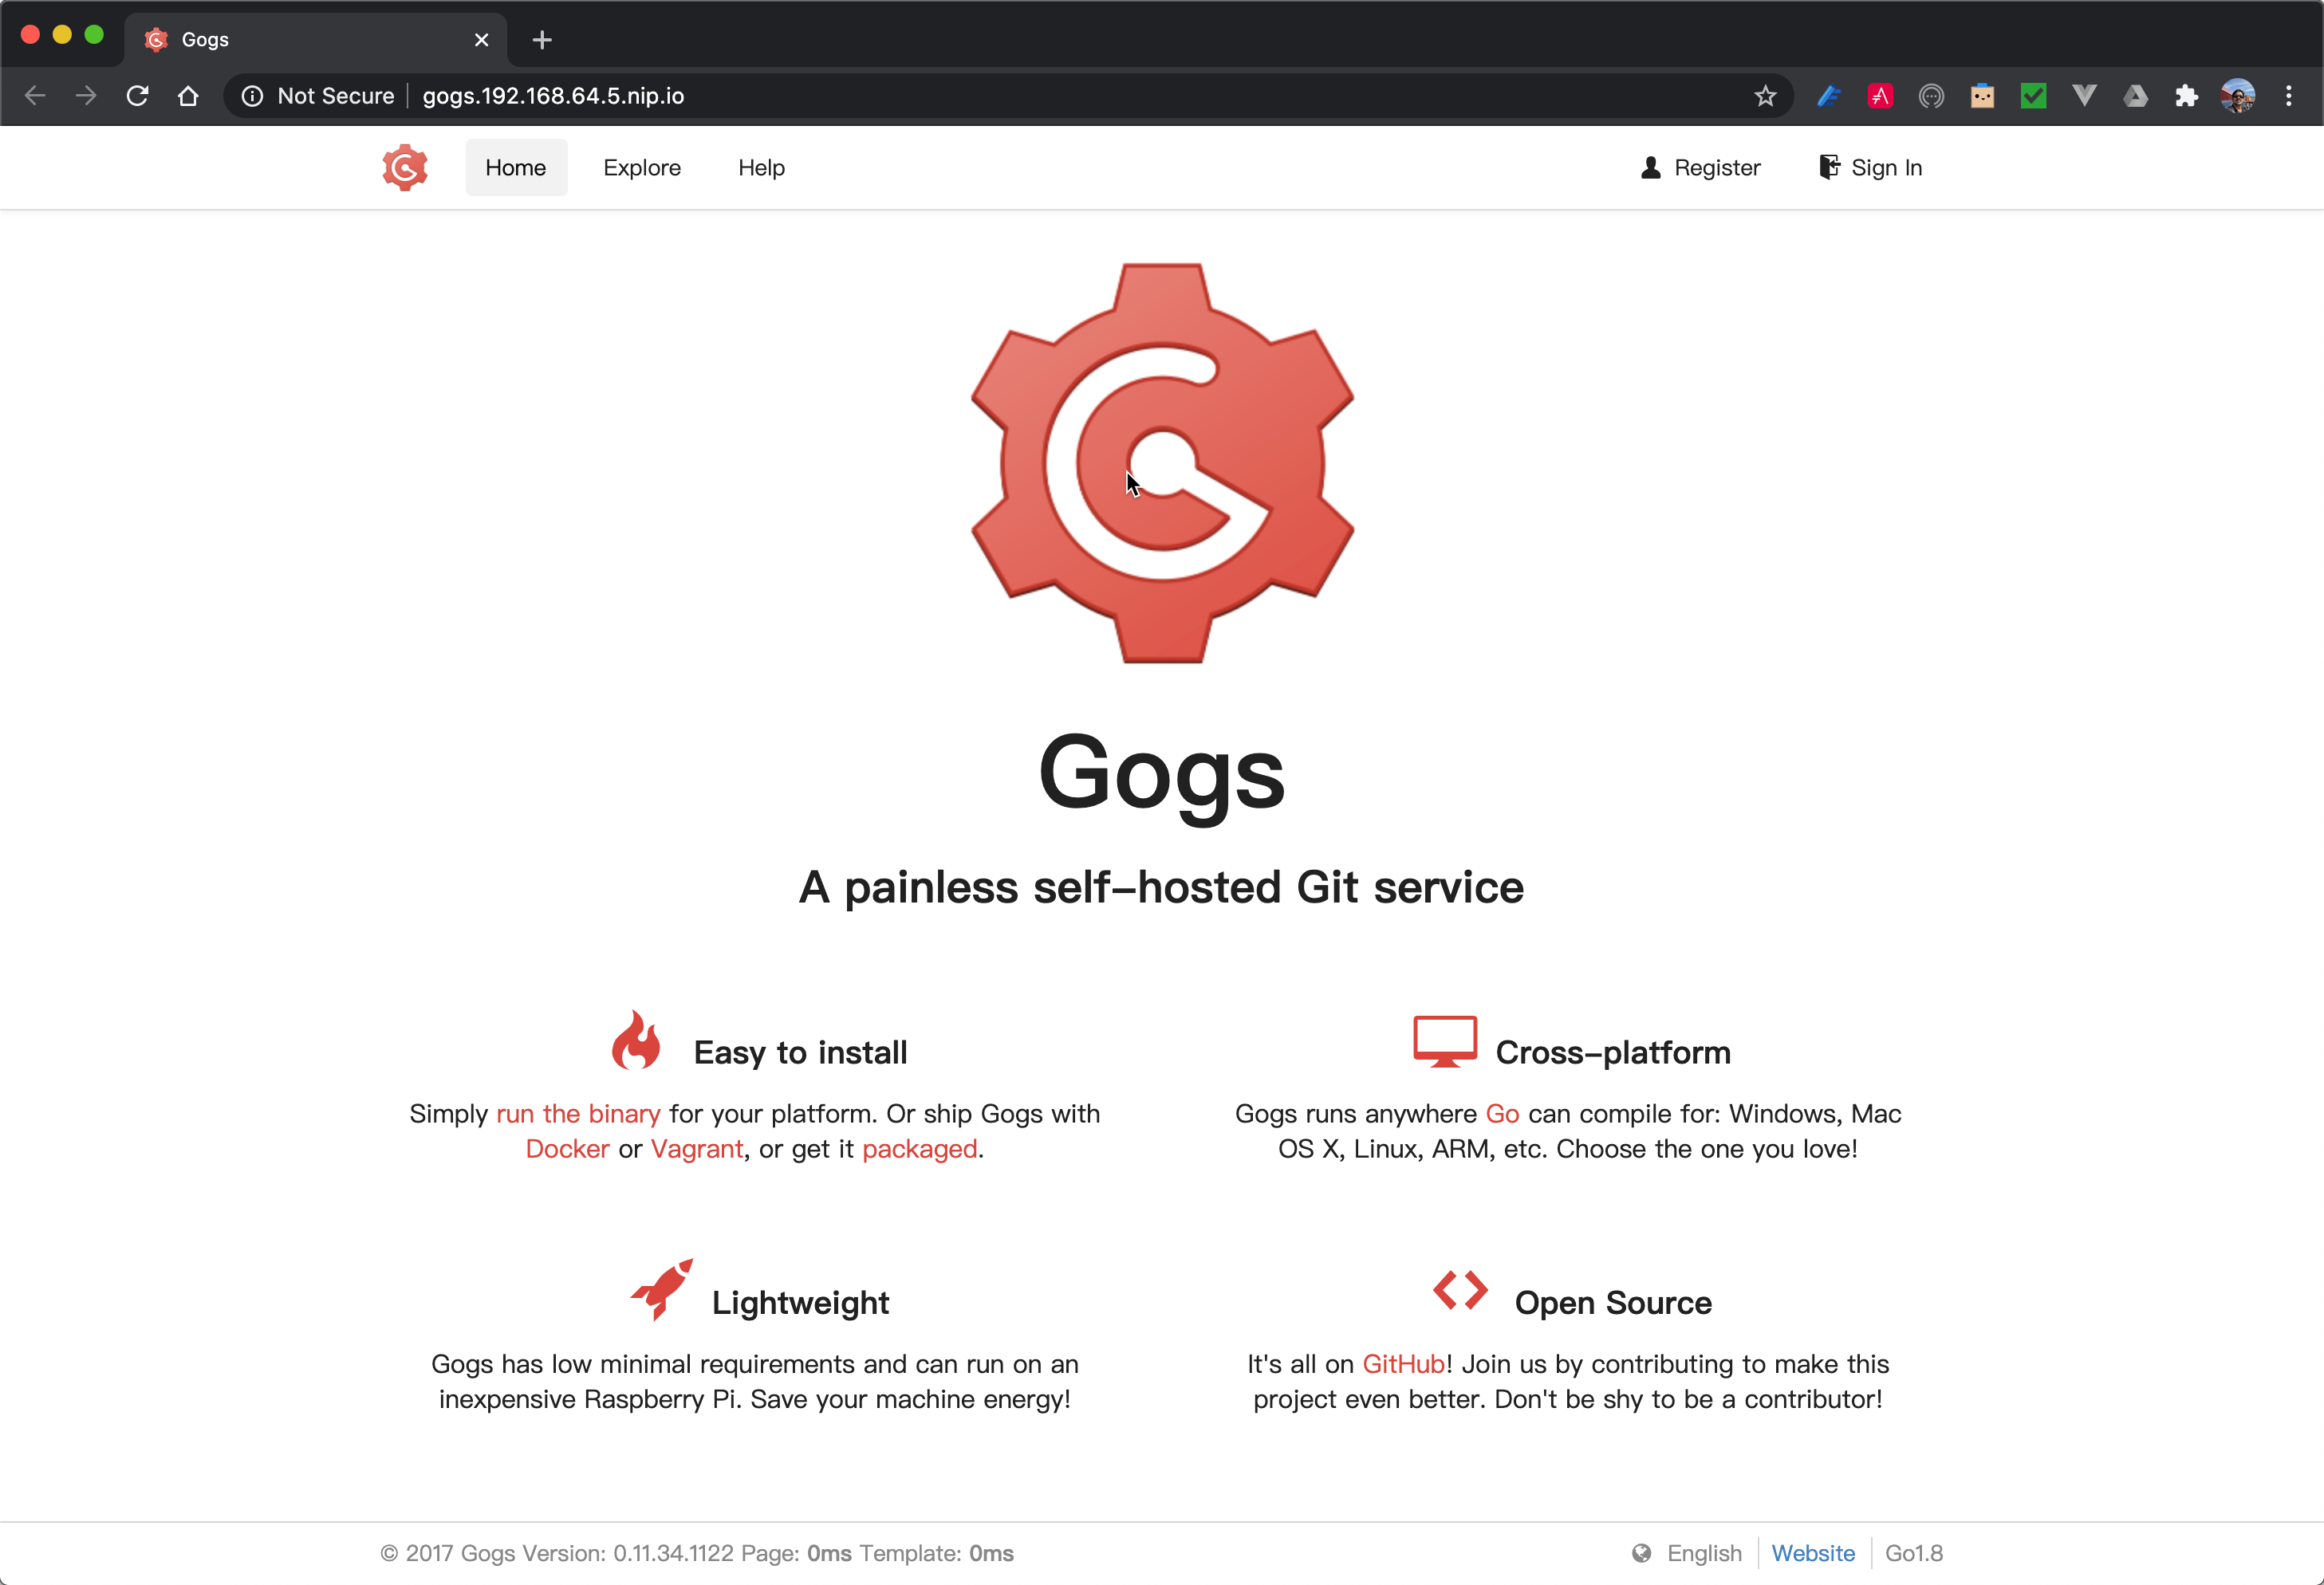 Gogs
Not Secure | gogs.192.168.64.5.nip.io
Home Explore Help Register Sign In
Gogs
A painless self-hosted Git service
Easy to install
Simply run the binary for your platform. Or ship Gogs with
Docker or Vagrant, or get it packaged.
Cross-platform
Gogs runs anywhere Go can compile for: Windows, Mac
OS X, Linux, ARM, etc. Choose the one you love!
Lightweight
Gogs has low minimal requirements and can run on an
inexpensive Raspberry Pi. Save your machine energy!
Open Source
It's all on GitHub! Join us by contributing to make this
project even better. Don't be shy to be a contributor!
© 2017 Gogs Version: 0.11.34.1122 Page: 0ms Template: 0ms
English Website Go1.8